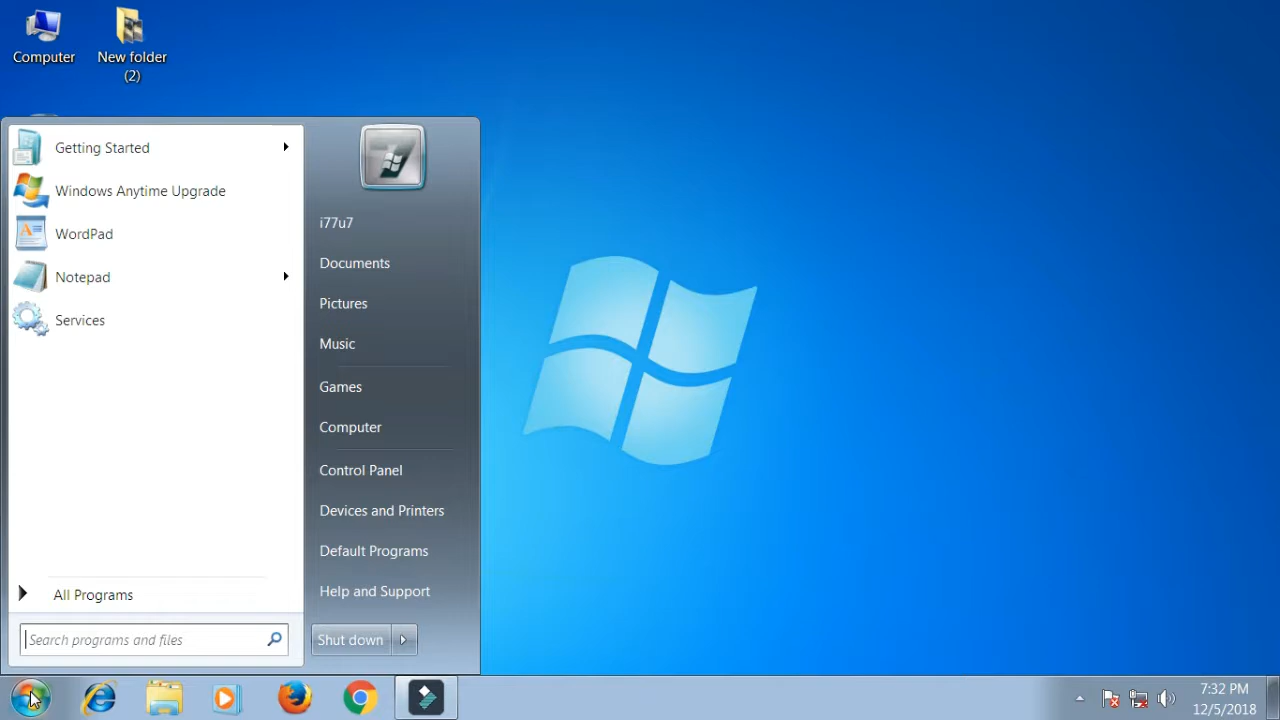 Computer
New folder
(2)
Getting Started
Windows Anytime Upgrade
WordPad
Notepad
Services
All Programs
Search programs and files
i77u7
Documents
Pictures
Music
Games
Computer
Control Panel
Devices and Printers
Default Programs
Help and Support
Shut down
7:32 PM
12/5/2018